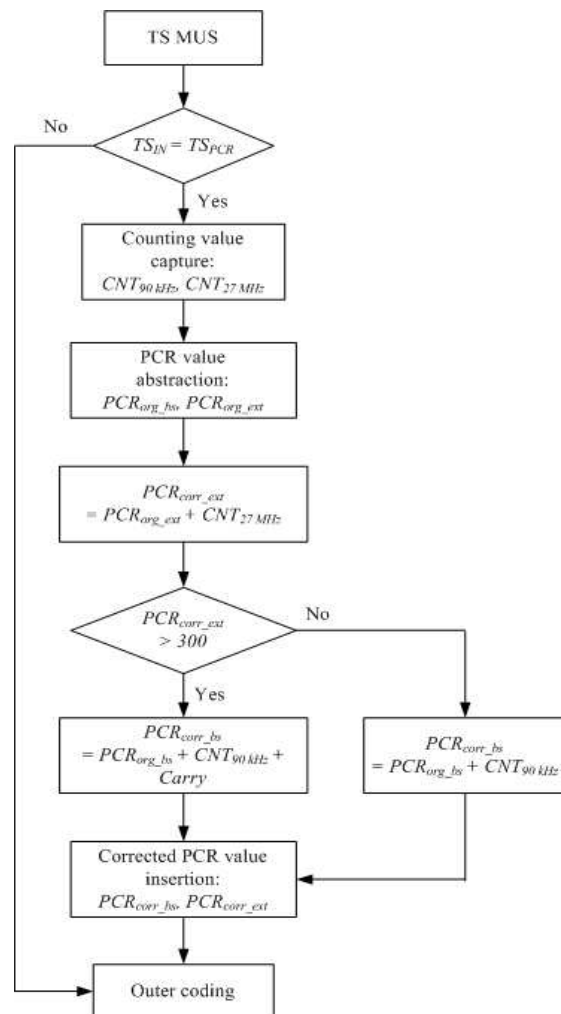 TS MUS
No
TS_IN = TS_PCR
Yes
Counting value
capture:
CNT_90 kHz, CNT_27 MHz
PCR value
abstraction:
PCR_org_bs, PCR_org_ext
PCR_corr_ext
= PCR_org_ext + CNT_27 MHz
PCR_corr_ext
> 300
No
Yes
PCR_corr_bs
= PCR_org_bs + CNT_90 kHz +
Carry
PCR_corr_bs
= PCR_org_bs + CNT_90 kHz
Corrected PCR value
insertion:
PCR_corr_bs, PCR_corr_ext
Outer coding